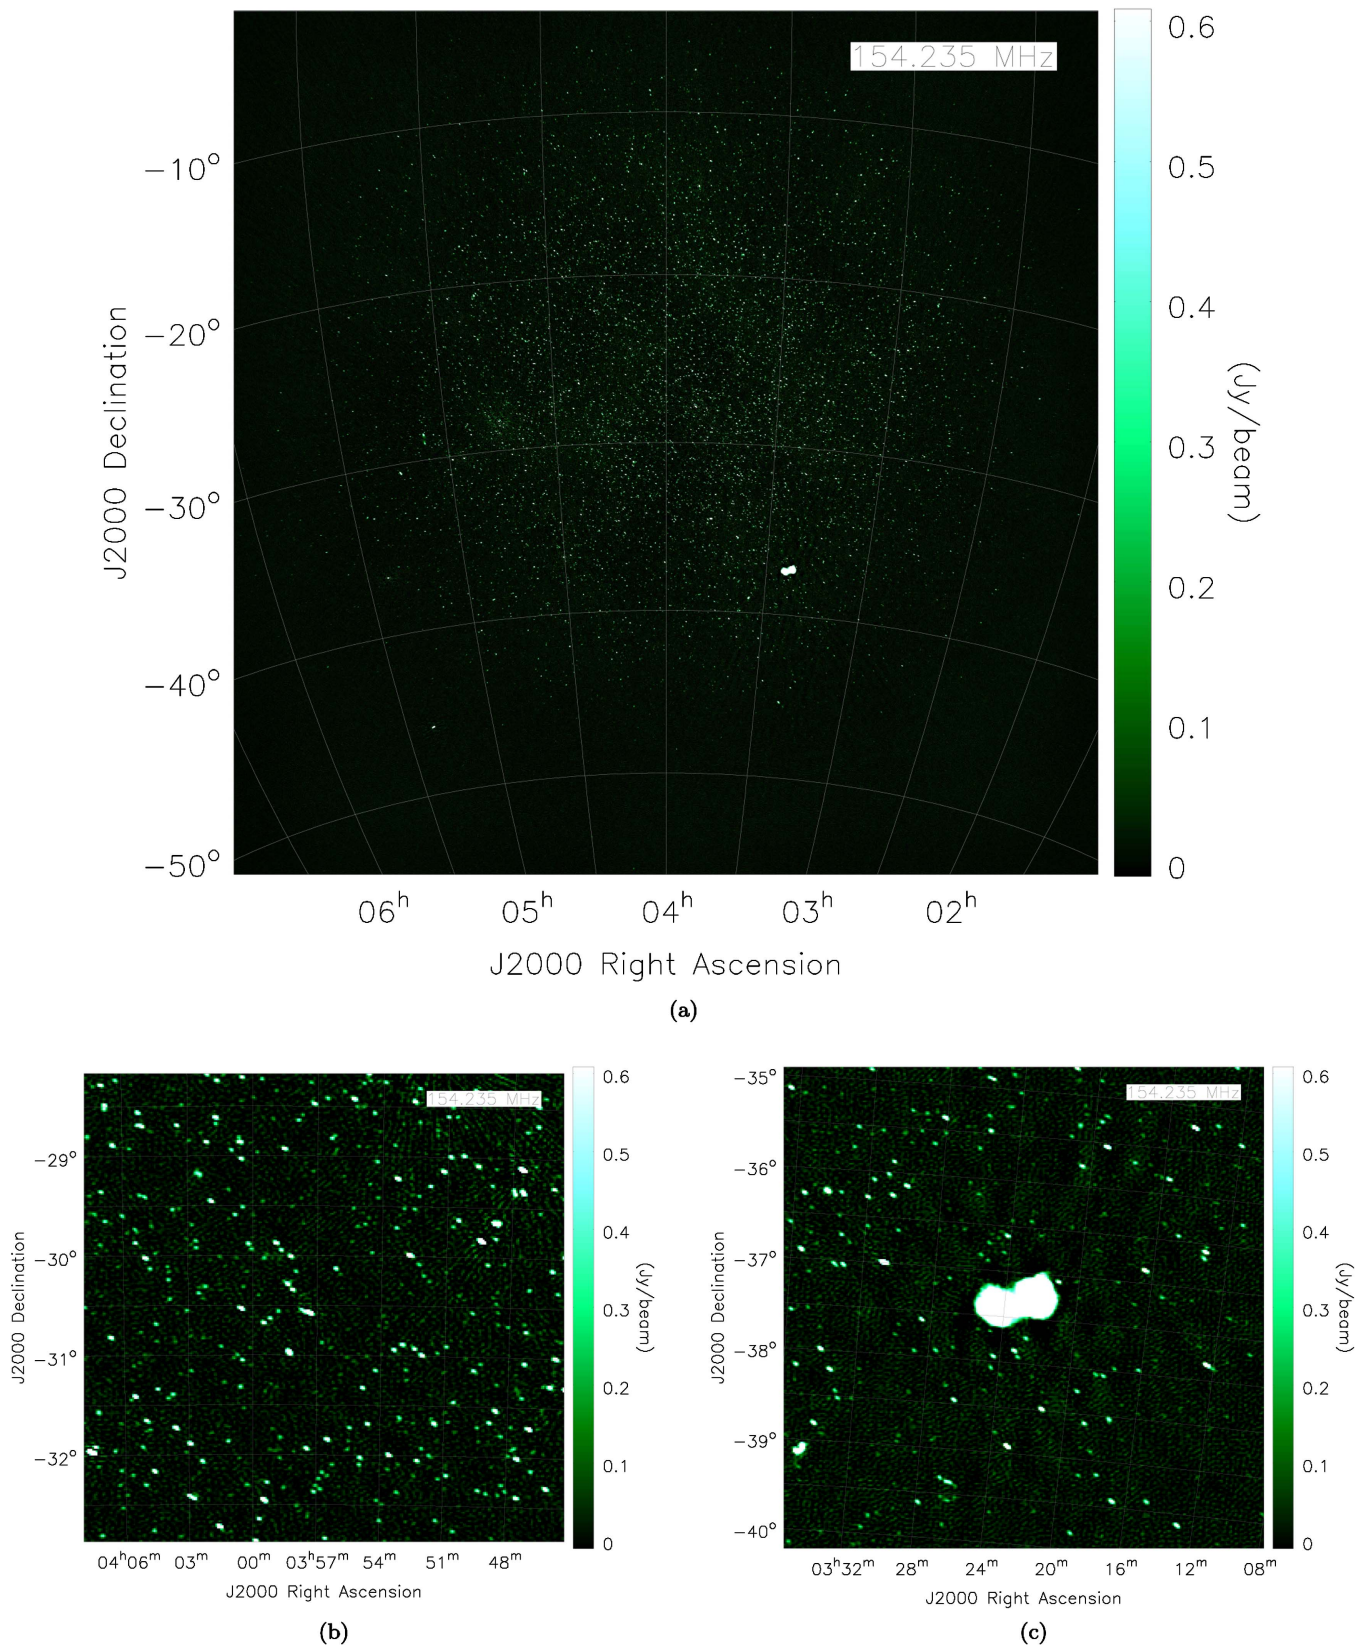 154.235 MHz
0.6
0.5
0.4
0.3
0.2
0.1
0
(Jy/beam)
−10°
−20°
−30°
−40°
−50°
J2000 Declination
06ʰ 05ʰ 04ʰ 03ʰ 02ʰ
J2000 Right Ascension
(a)
154.235 MHz
0.6
0.5
0.4
0.3
0.2
0.1
0
(Jy/beam)
−29°
−30°
−31°
−32°
J2000 Declination
04ʰ06ᵐ 03ᵐ 00ᵐ 03ʰ57ᵐ 54ᵐ 51ᵐ 48ᵐ
J2000 Right Ascension
(b)
154.235 MHz
0.6
0.5
0.4
0.3
0.2
0.1
0
(Jy/beam)
−35°
−36°
−37°
−38°
−39°
−40°
J2000 Declination
03ʰ32ᵐ 28ᵐ 24ᵐ 20ᵐ 16ᵐ 12ᵐ 08ᵐ
J2000 Right Ascension
(c)